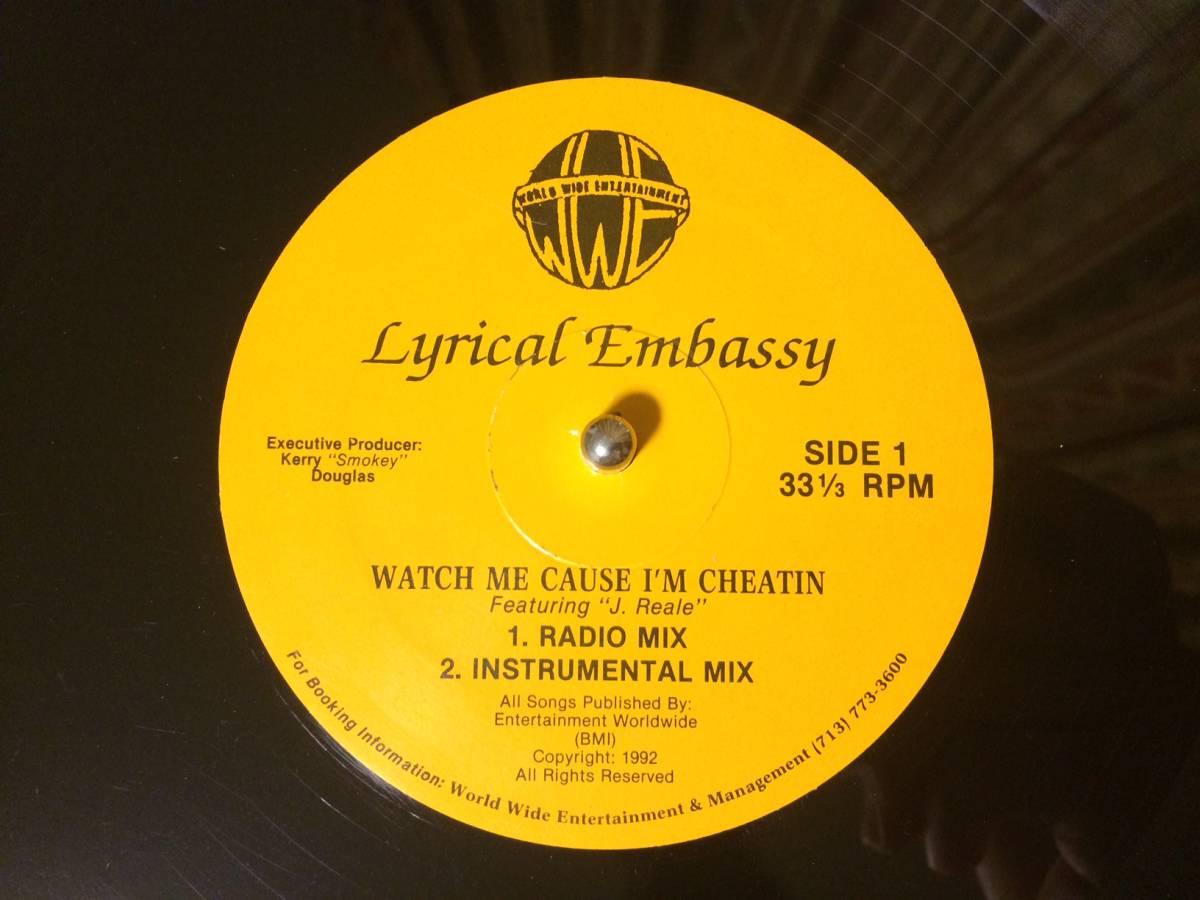 WORLD WIDE ENTERTAINMENT
WWE
Lyrical Embassy
Executive Producer:
Kerry "Smokey"
Douglas
SIDE 1
33 1/3 RPM
WATCH ME CAUSE I'M CHEATIN
Featuring "J. Reale"
1. RADIO MIX
2. INSTRUMENTAL MIX
All Songs Published By:
Entertainment Worldwide
(BMI)
Copyright: 1992
All Rights Reserved
For Booking Information: World Wide Entertainment & Management (713) 773-3600